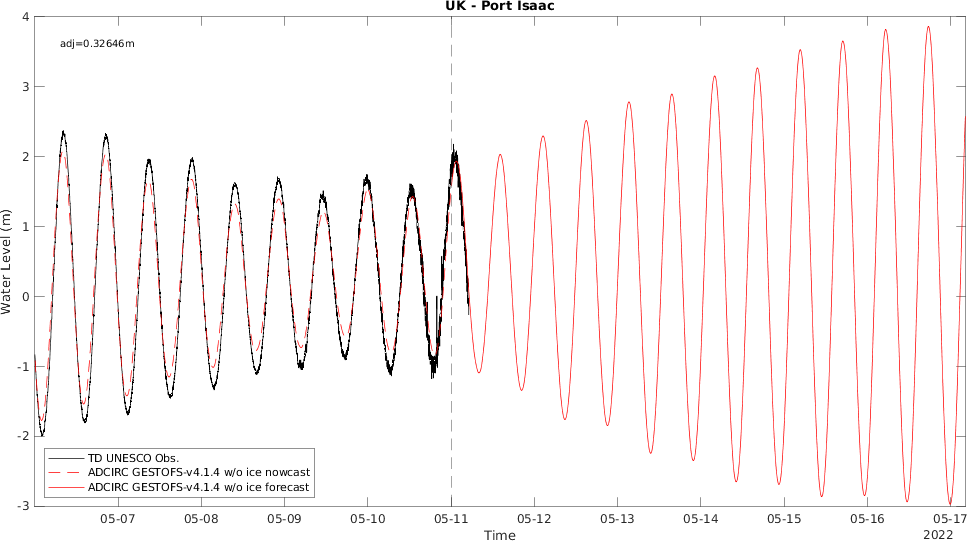 UK - Port Isaac
adj=0.32646m
Water Level (m)
4
3
2
1
0
-1
-2
-3
TD UNESCO Obs.
ADCIRC GESTOFS-v4.1.4 w/o ice nowcast
ADCIRC GESTOFS-v4.1.4 w/o ice forecast
05-07 05-08 05-09 05-10 05-11 05-12 05-13 05-14 05-15 05-16 05-17
Time
2022